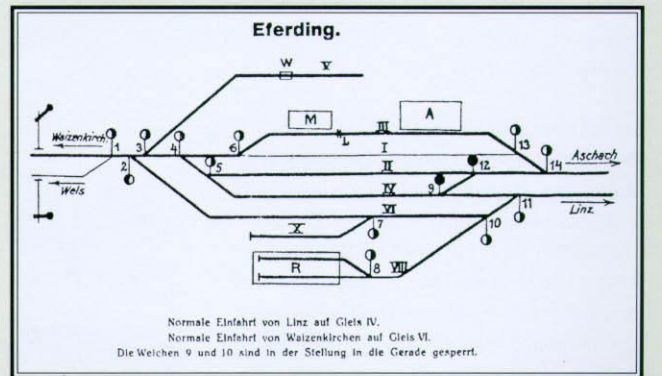 Eferding.
W V
M III A
L
Waizenkirch. 1 3 4 6 I 13
Aschach
2 5 II 12 14
Wels
IV 9 11
Linz
VI
X 7 10
R 8 VIII
Normale Einfahrt von Linz auf Gleis IV.
Normale Einfahrt von Waizenkirchen auf Gleis VI.
Die Weichen 9 und 10 sind in der Stellung in die Gerade gesperrt.